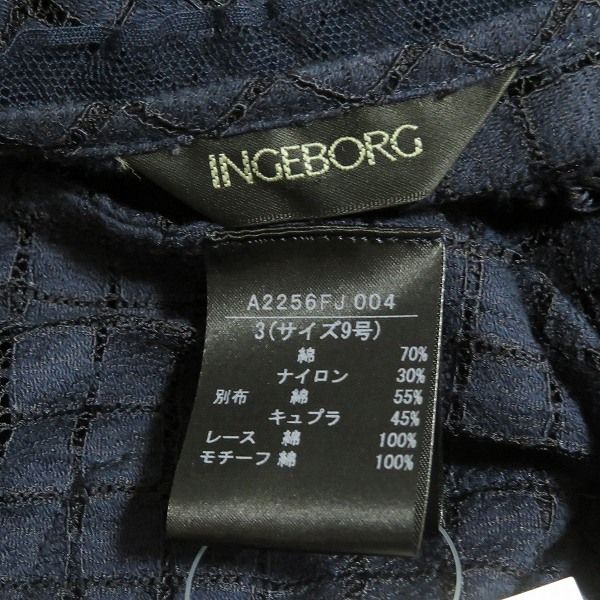 INGEBORG
A2256FJ 004
3(サイズ9号)
綿 70%
ナイロン 30%
別布 綿 55%
キュプラ 45%
レース 綿 100%
モチーフ 綿 100%